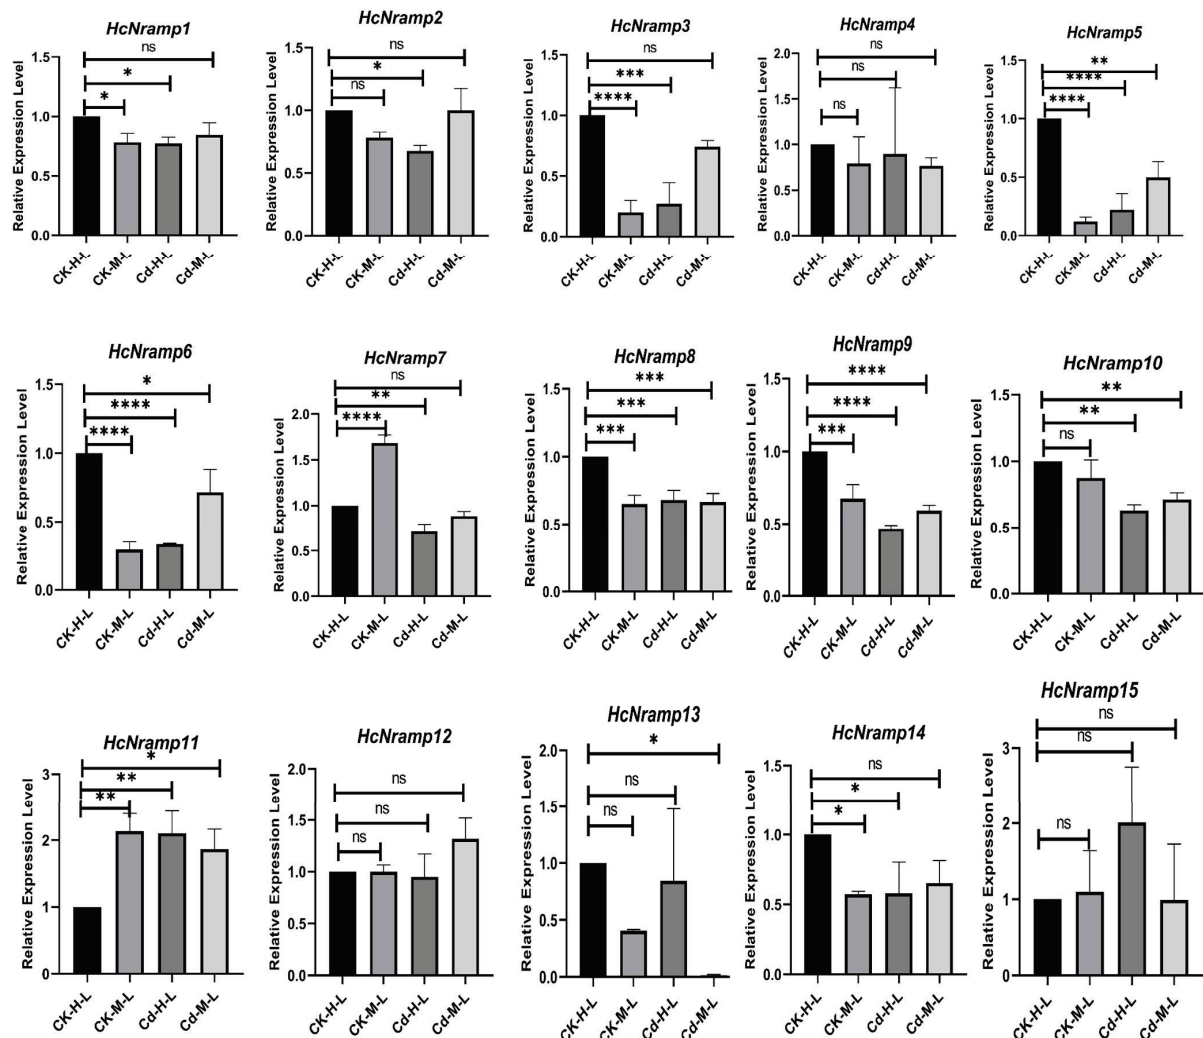 HcNramp1
ns
*
*
Relative Expression Level
1.5
1.0
0.5
0.0
CK-H-L
CK-M-L
Cd-H-L
Cd-M-L
HcNramp2
ns
*
ns
Relative Expression Level
1.5
1.0
0.5
0.0
CK-H-L
CK-M-L
Cd-H-L
Cd-M-L
HcNramp3
ns
***
****
Relative Expression Level
1.5
1.0
0.5
0.0
CK-H-L
CK-M-L
Cd-H-L
Cd-M-L
HcNramp4
ns
ns
ns
Relative Expression Level
2.0
1.5
1.0
0.5
0.0
CK-H-L
CK-M-L
Cd-H-L
Cd-M-L
HcNramp5
**
****
****
Relative Expression Level
1.5
1.0
0.5
0.0
CK-H-L
CK-M-L
Cd-H-L
Cd-M-L
HcNramp6
*
****
****
Relative Expression Level
1.5
1.0
0.5
0.0
CK-H-L
CK-M-L
Cd-H-L
Cd-M-L
HcNramp7
ns
**
****
Relative Expression Level
2.0
1.5
1.0
0.5
0.0
CK-H-L
CK-M-L
Cd-H-L
Cd-M-L
HcNramp8
***
***
***
Relative Expression Level
1.5
1.0
0.5
0.0
CK-H-L
CK-M-L
Cd-H-L
Cd-M-L
HcNramp9
****
****
***
Relative Expression Level
1.5
1.0
0.5
0.0
CK-H-L
CK-M-L
Cd-H-L
Cd-M-L
HcNramp10
**
**
ns
Relative Expression Level
1.5
1.0
0.5
0.0
CK-H-L
CK-M-L
Cd-H-L
Cd-M-L
HcNramp11
*
**
**
Relative Expression Level
3
2
1
0
CK-H-L
CK-M-L
Cd-H-L
Cd-M-L
HcNramp12
ns
ns
ns
Relative Expression Level
2.0
1.5
1.0
0.5
0.0
CK-H-L
CK-M-L
Cd-H-L
Cd-M-L
HcNramp13
*
ns
ns
Relative Expression Level
2.0
1.5
1.0
0.5
0.0
CK-H-L
CK-M-L
Cd-H-L
Cd-M-L
HcNramp14
ns
*
*
Relative Expression Level
1.5
1.0
0.5
0.0
CK-H-L
CK-M-L
Cd-H-L
Cd-M-L
HcNramp15
ns
ns
ns
Relative Expression Level
3
2
1
0
CK-H-L
CK-M-L
Cd-H-L
Cd-M-L